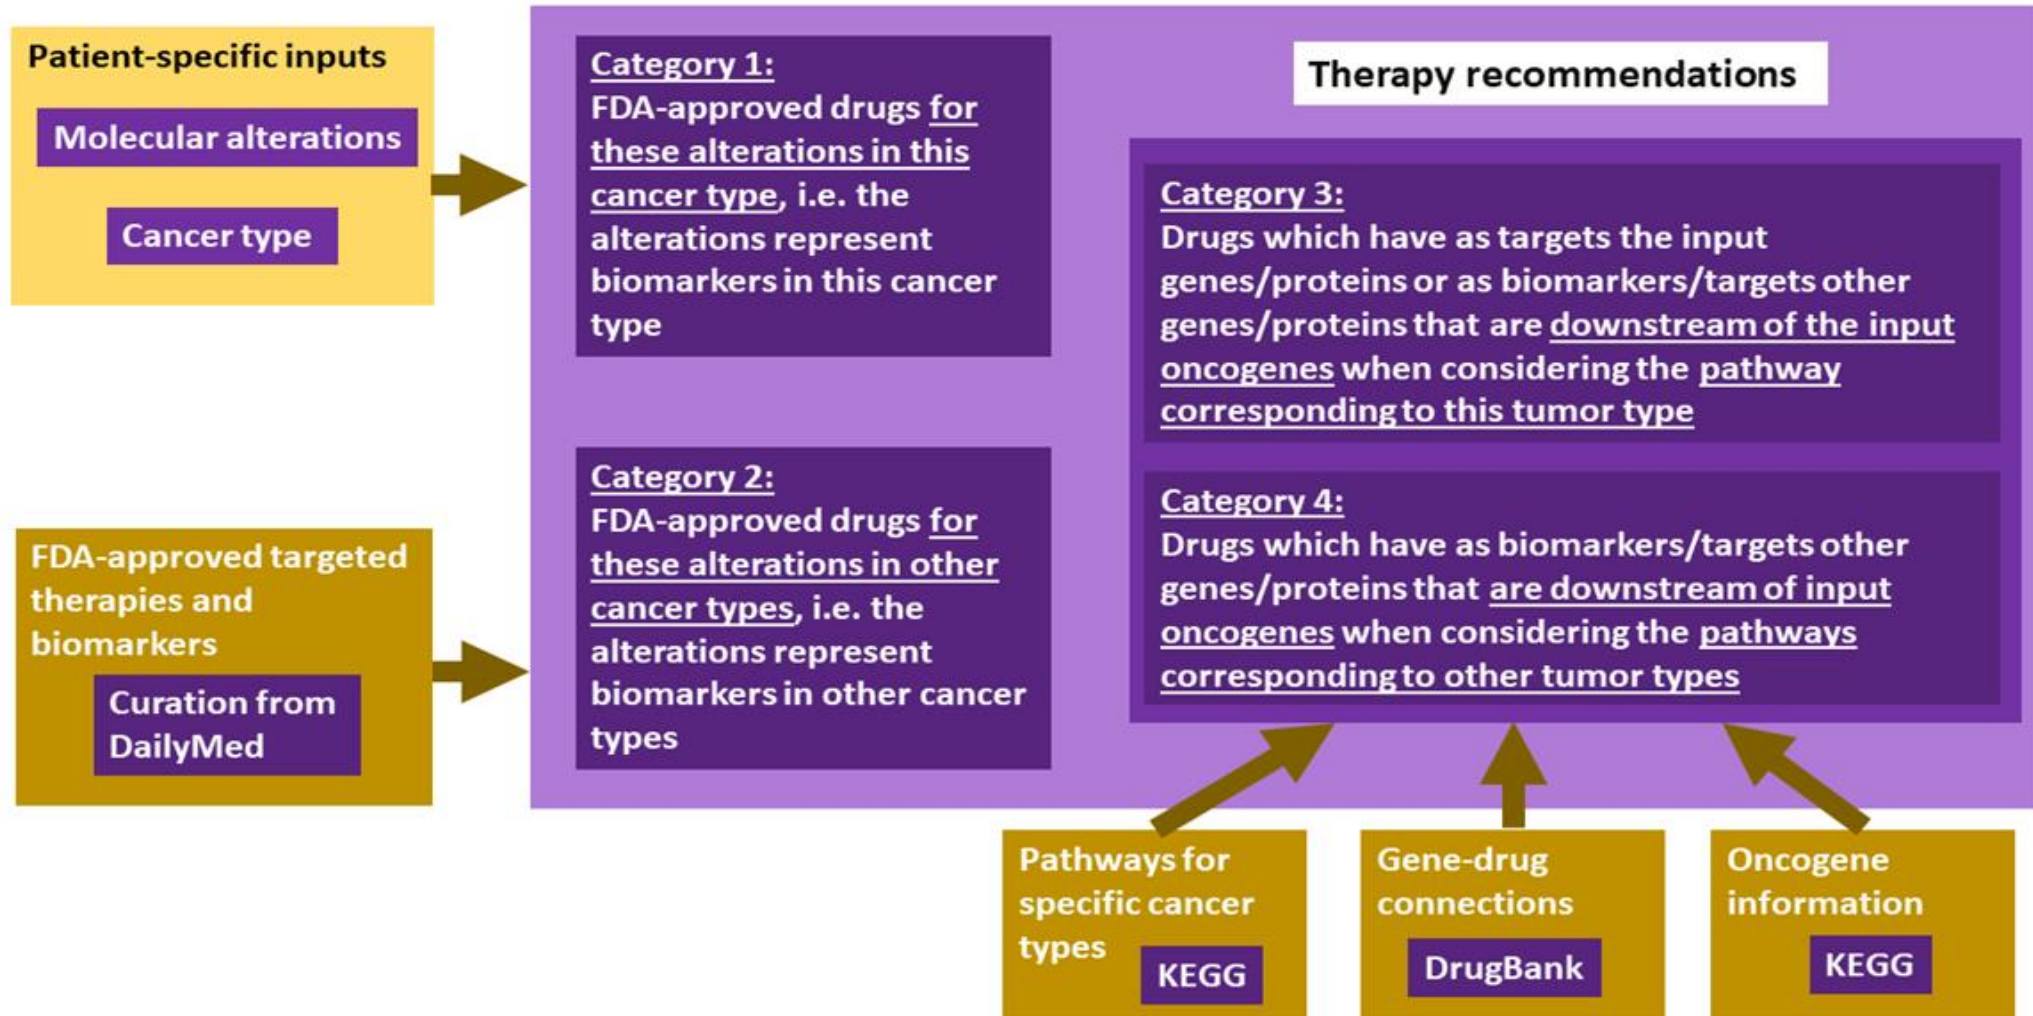 Patient-specific inputs
Molecular alterations
Cancer type
FDA-approved targeted
therapies and
biomarkers
Curation from
DailyMed
Category 1:
FDA-approved drugs for
these alterations in this
cancer type, i.e. the
alterations represent
biomarkers in this cancer
type
Category 2:
FDA-approved drugs for
these alterations in other
cancer types, i.e. the
alterations represent
biomarkers in other cancer
types
Therapy recommendations
Category 3:
Drugs which have as targets the input
genes/proteins or as biomarkers/targets other
genes/proteins that are downstream of the input
oncogenes when considering the pathway
corresponding to this tumor type
Category 4:
Drugs which have as biomarkers/targets other
genes/proteins that are downstream of input
oncogenes when considering the pathways
corresponding to other tumor types
Pathways for
specific cancer
types
KEGG
Gene-drug
connections
DrugBank
Oncogene
information
KEGG